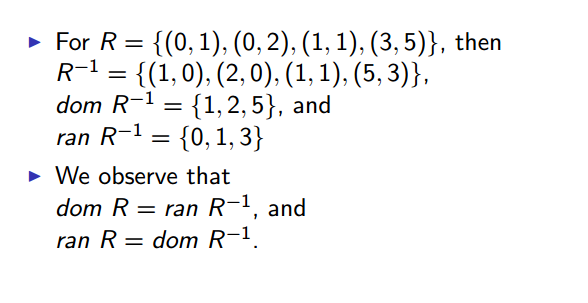 ▶ For R = {(0, 1), (0, 2), (1, 1), (3, 5)}, then
R⁻¹ = {(1, 0), (2, 0), (1, 1), (5, 3)},
dom R⁻¹ = {1, 2, 5}, and
ran R⁻¹ = {0, 1, 3}
▶ We observe that
dom R = ran R⁻¹, and
ran R = dom R⁻¹.